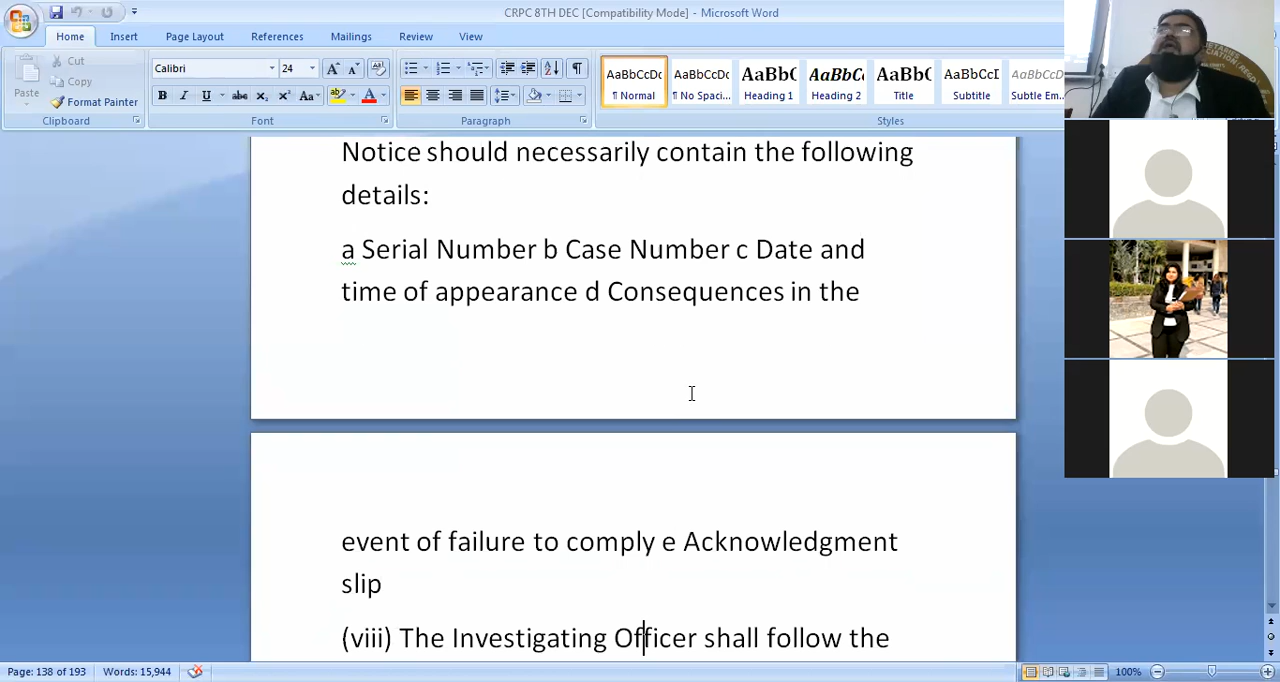 CRPC 8TH DEC [Compatibility Mode] - Microsoft Word
Home Insert Page Layout References Mailings Review View
Cut
Calibri 24
AaBbCcDc AaBbCcDc AaBbC AaBbCc AaBbC AaBbCcI AaBbCcD
Copy
Paste Format Painter
B I U abc x₂ x² Aa A
¶ Normal ¶ No Spaci... Heading 1 Heading 2 Title Subtitle Subtle Em...
Clipboard Font Paragraph Styles
Notice should necessarily contain the following
details:
a Serial Number b Case Number c Date and
time of appearance d Consequences in the
event of failure to comply e Acknowledgment
slip
(viii) The Investigating Officer shall follow the
Page: 138 of 193 Words: 15,944 100%